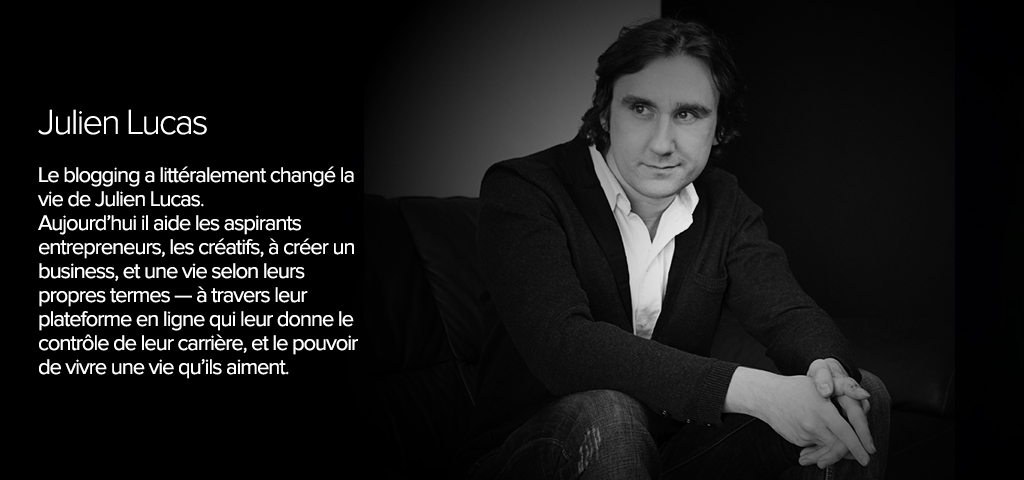 Julien Lucas
Le blogging a littéralement changé la
vie de Julien Lucas.
Aujourd’hui il aide les aspirants
entrepreneurs, les créatifs, à créer un
business, et une vie selon leurs
propres termes — à travers leur
plateforme en ligne qui leur donne le
contrôle de leur carrière, et le pouvoir
de vivre une vie qu’ils aiment.